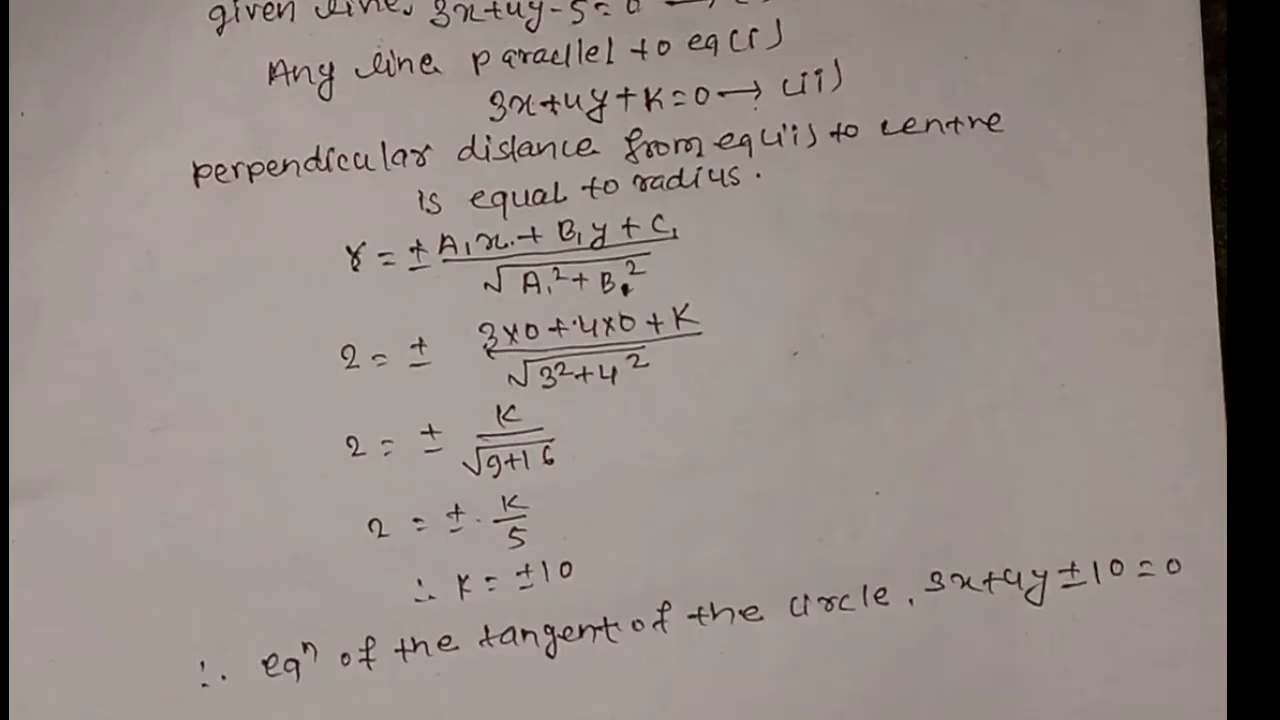 given line, 3x+4y-5=0 →
Any line parallel to eq(i)
3x+4y+K=0 → (ii)
perpendicular distance from eq(ii) to centre
is equal to radius.
r = ± A₁x₁ + B₁y + C₁ / √A₁² + B₁²
2 = ± 3×0 + 4×0 + K / √3² + 4²
2 = ± K / √9+16
2 = ± K / 5
∴ K = ±10
∴ eqⁿ of the tangent of the circle, 3x+4y±10=0